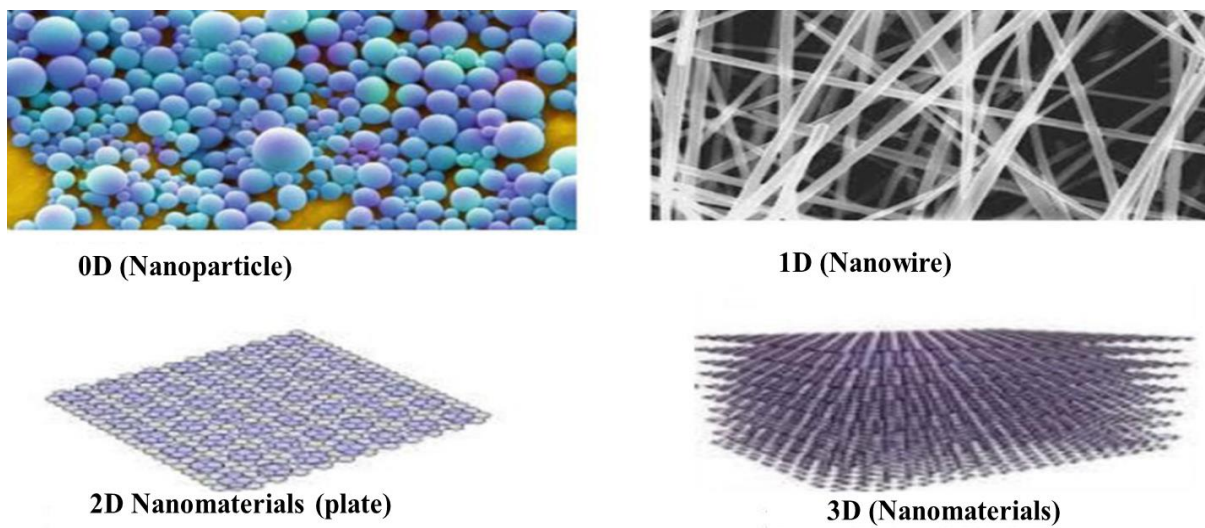 0D (Nanoparticle)
1D (Nanowire)
2D Nanomaterials (plate)
3D (Nanomaterials)